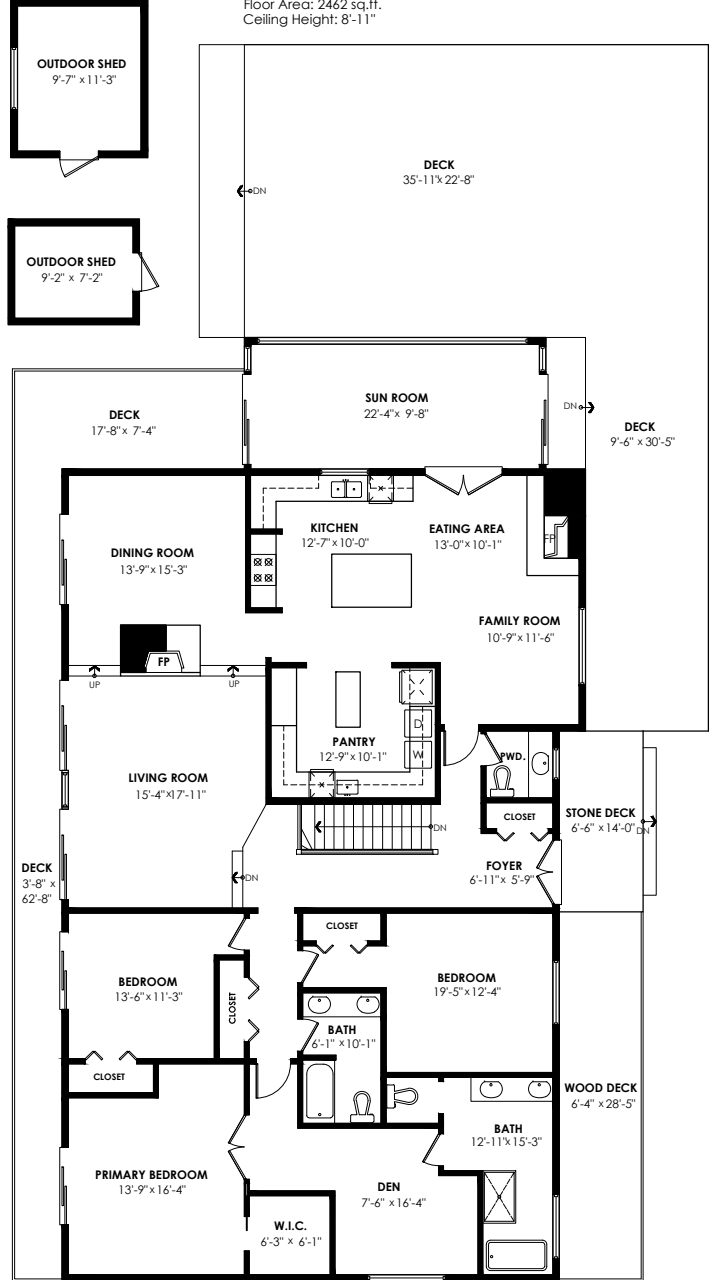 Floor Area: 2462 sq.ft.
Ceiling Height: 8'-11"
OUTDOOR SHED
9'-7" x 11'-3"
DECK
35'-11"x 22'-8"
DN
OUTDOOR SHED
9'-2" x 7'-2"
SUN ROOM
22'-4"x 9'-8"
DN
DECK
17'-8"x 7'-4"
DECK
9'-6" x 30'-5"
KITCHEN
12'-7"x 10'-0"
EATING AREA
13'-0"x 10'-1"
FP
DINING ROOM
13'-9"x 15'-3"
FAMILY ROOM
10'-9"x 11'-6"
FP
UP
UP
D
PANTRY
12'-9"x 10'-1"
W
PWD.
LIVING ROOM
15'-4"x17'-11"
CLOSET
STONE DECK
6'-6" x 14'-0"
DN
DN
FOYER
6'-11"x 5'-9"
DECK
3'-8" x
62'-8"
DN
CLOSET
BEDROOM
13'-6"x 11'-3"
CLOSET
BEDROOM
19'-5"x12'-4"
BATH
6'-1" x10'-1"
CLOSET
WOOD DECK
6'-4" x28'-5"
BATH
12'-11"x15'-3"
PRIMARY BEDROOM
13'-9"x 16'-4"
DEN
7'-6" x16'-4"
W.I.C.
6'-3" x 6'-1"